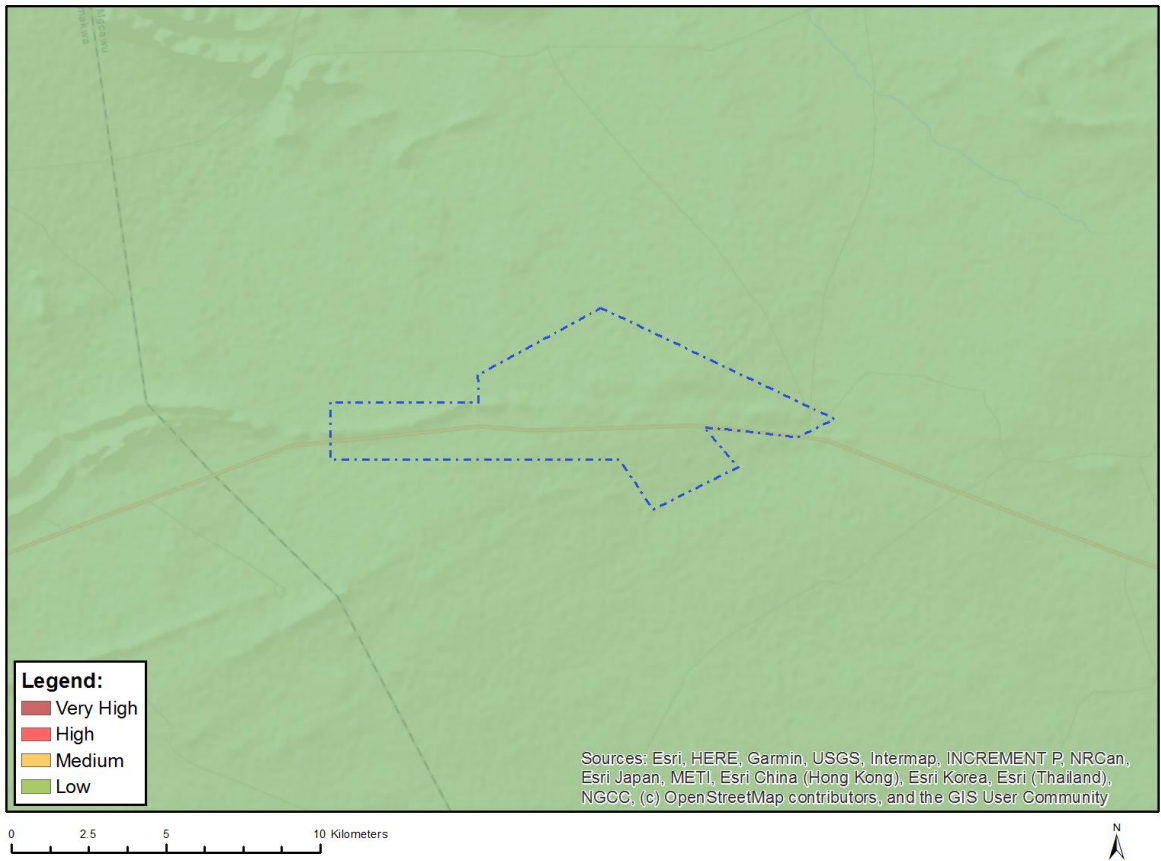 Legend:
Very High
High
Medium
Low
Sources: Esri, HERE, Garmin, USGS, Intermap, INCREMENT P, NRCan,
Esri Japan, METI, Esri China (Hong Kong), Esri Korea, Esri (Thailand),
NGCC, (c) OpenStreetMap contributors, and the GIS User Community
0 2.5 5 10 Kilometers
N